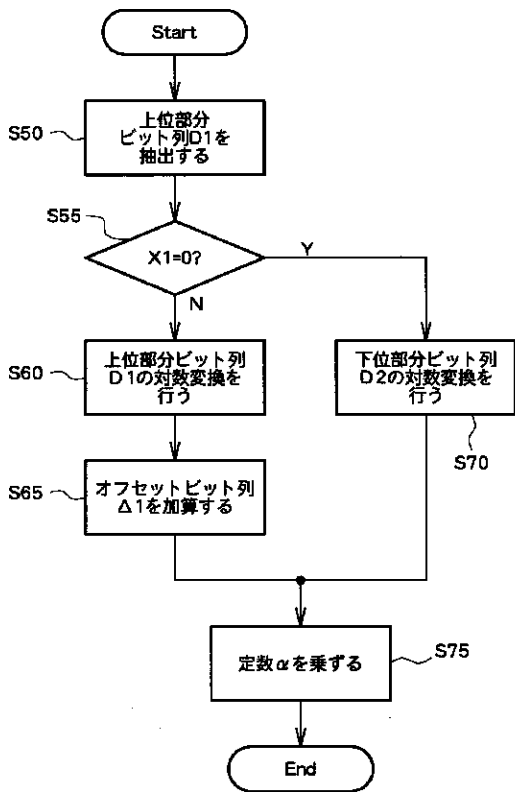 Start
S50
上位部分
ビット列D1を
抽出する
S55
X1=0?
Y
N
S60
上位部分ビット列
D1の対数変換を
行う
下位部分ビット列
D2の対数変換を
行う
S70
S65
オフセットビット列
Δ1を加算する
定数αを乗ずる
S75
End